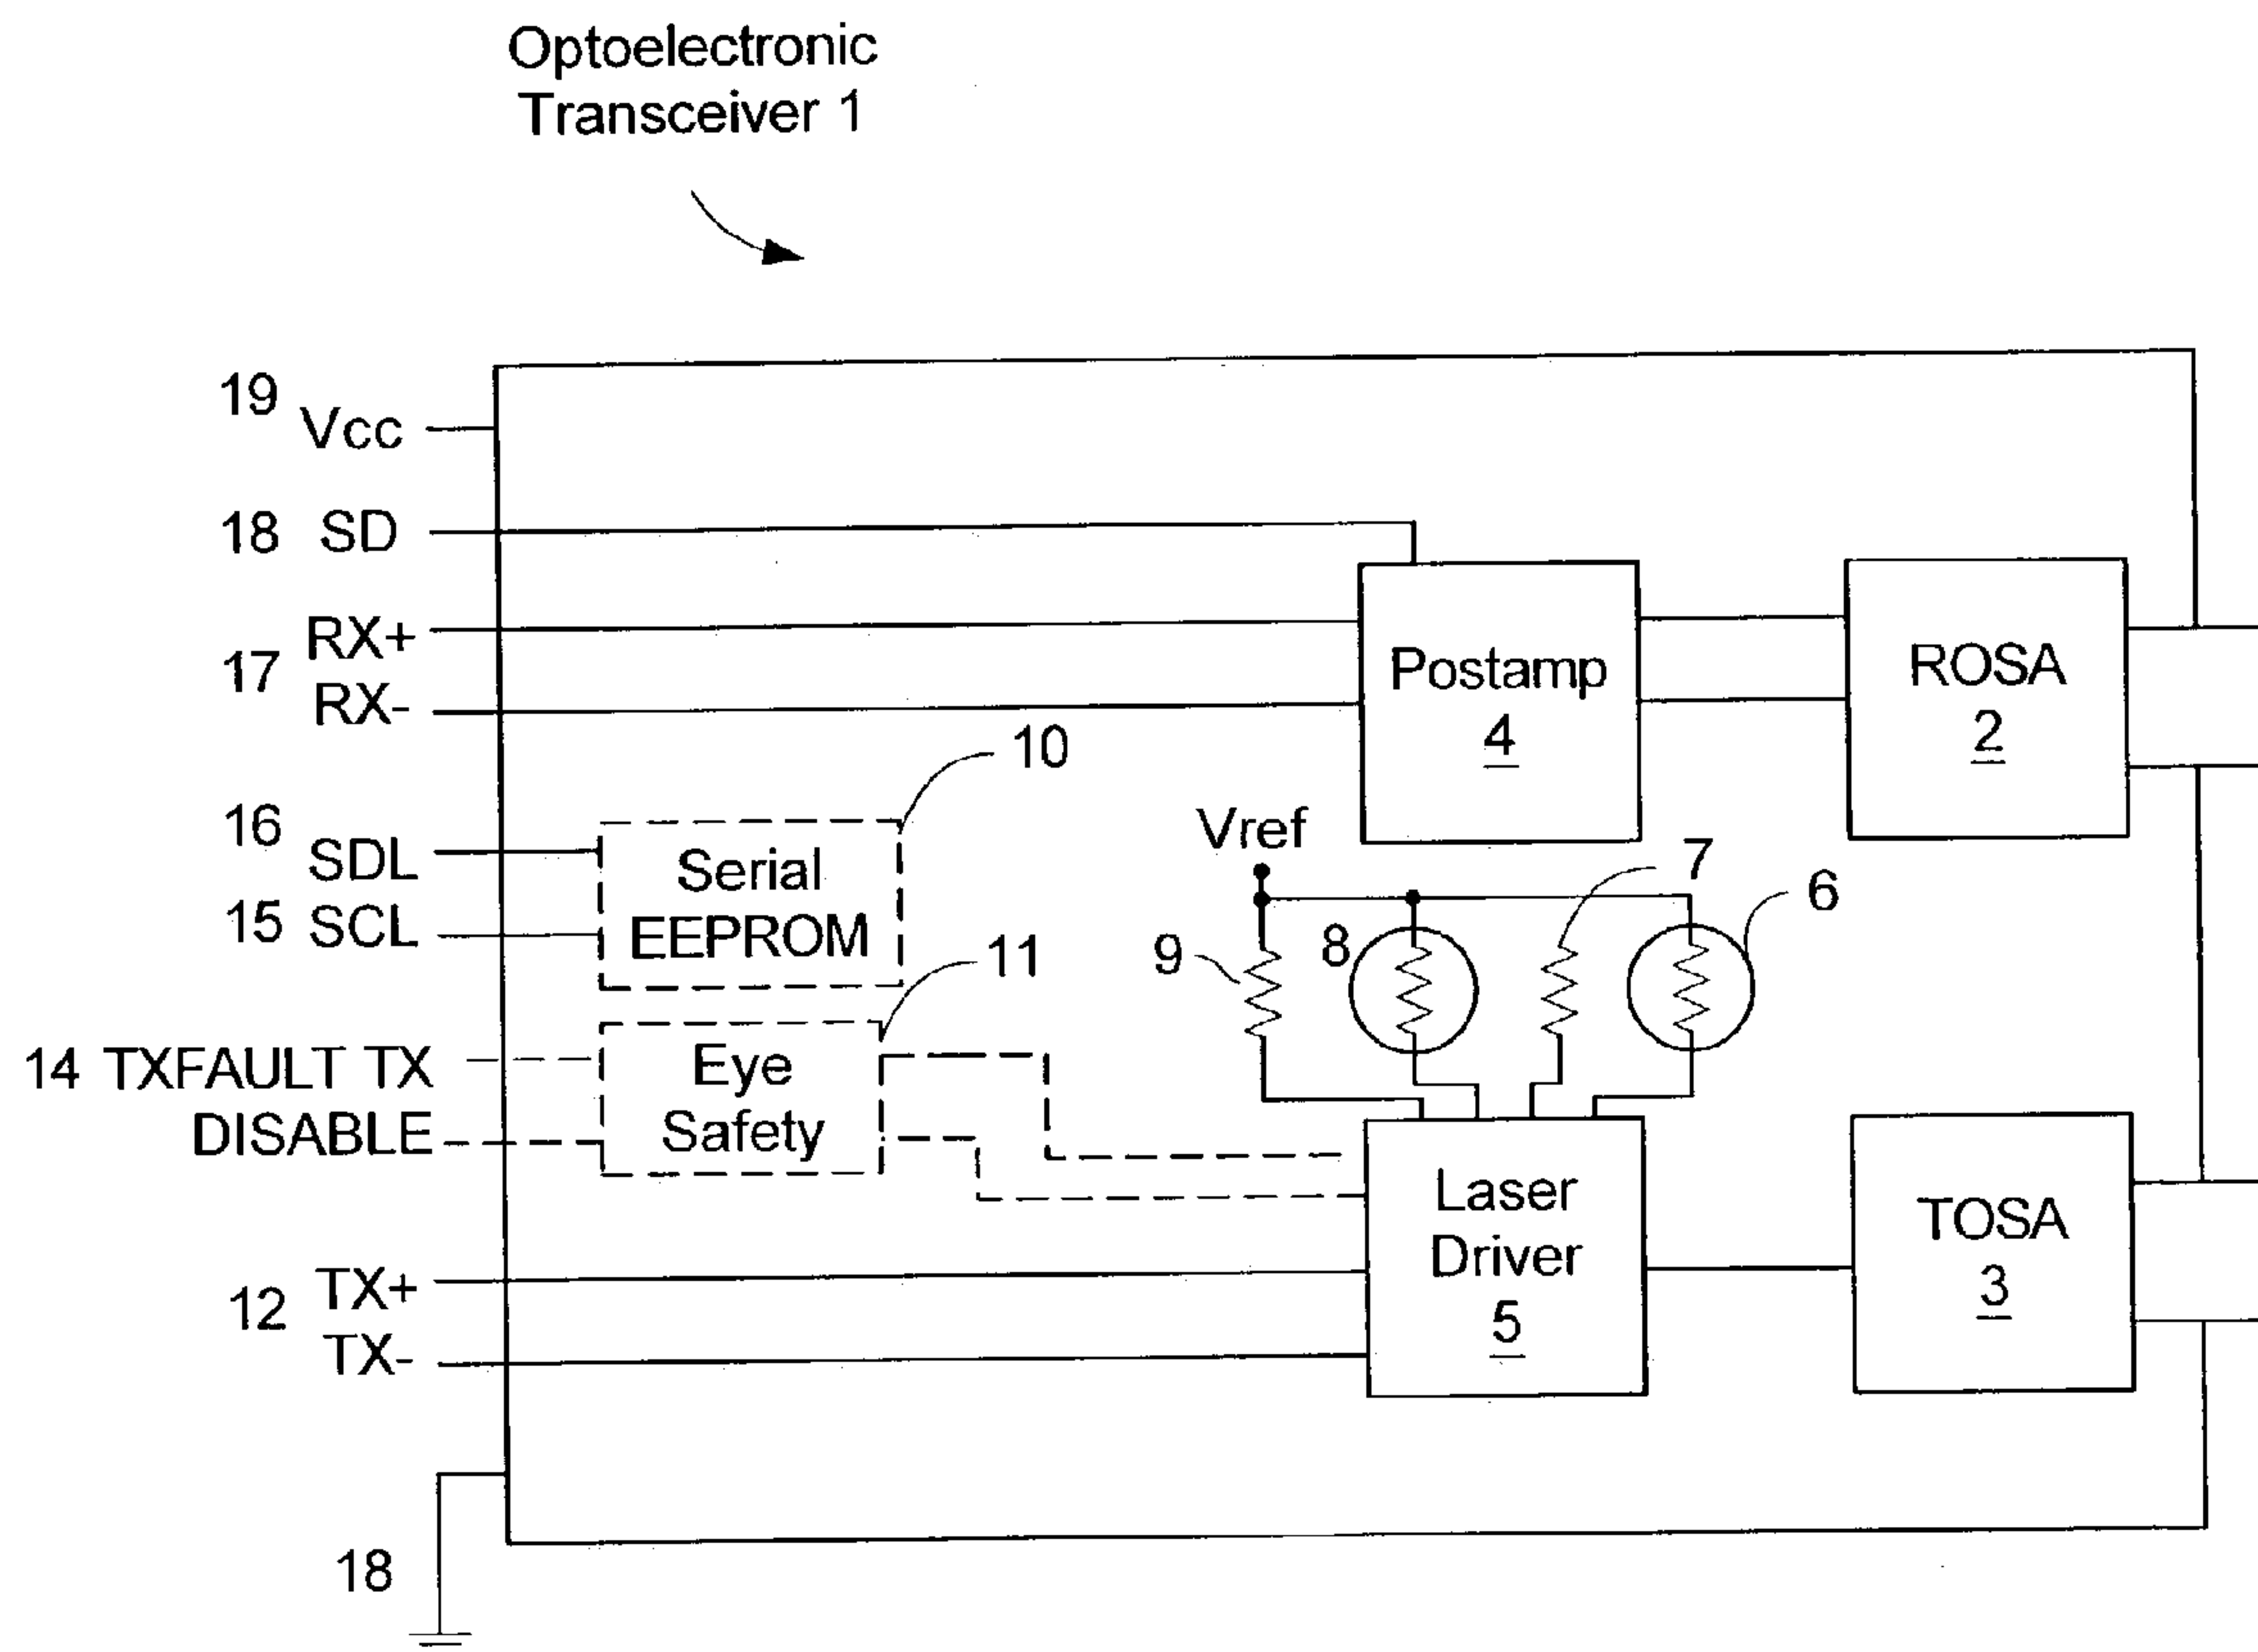 Optoelectronic
Transceiver 1
19
Vcc
18 SD
RX+
17
RX-
Postamp
4
ROSA
2
10
16
SDL
15 SCL
Serial
EEPROM
Vref
7
6
9
8
11
14 TXFAULT TX
DISABLE
Eye
Safety
Laser
Driver
5
TOSA
3
12
TX+
TX-
18